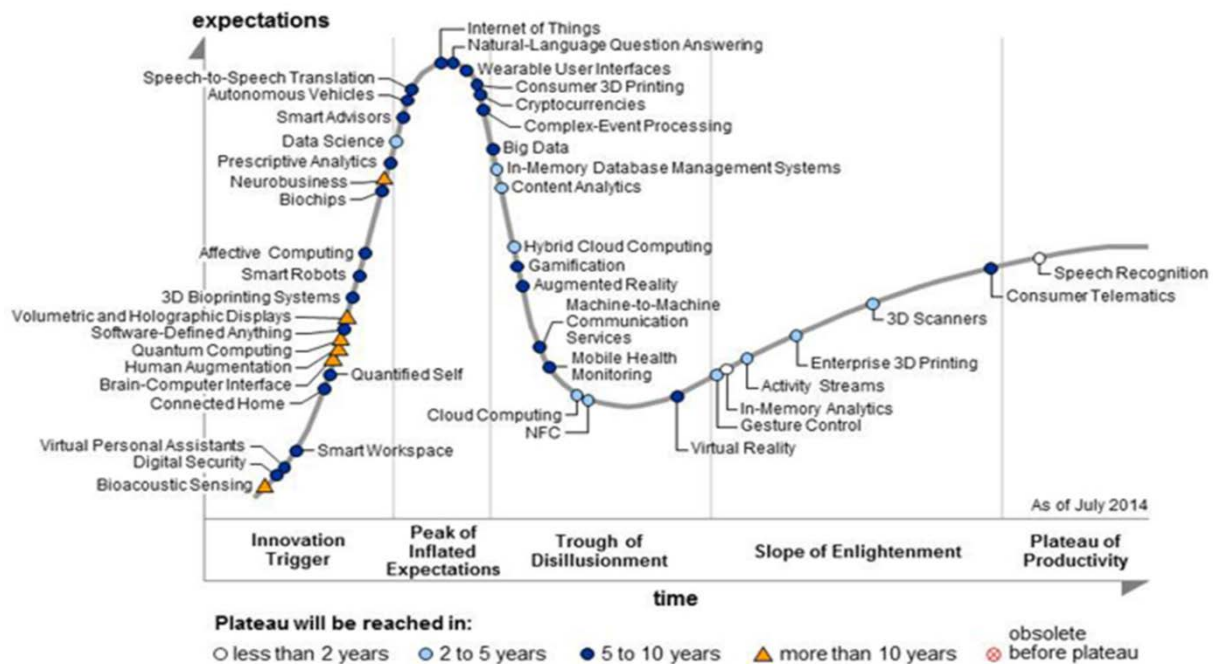 expectations
Internet of Things
Natural-Language Question Answering
Wearable User Interfaces
Consumer 3D Printing
Cryptocurrencies
Complex-Event Processing
Speech-to-Speech Translation
Autonomous Vehicles
Smart Advisors
Data Science
Prescriptive Analytics
Neurobusiness
Biochips
Big Data
In-Memory Database Management Systems
Content Analytics
Affective Computing
Smart Robots
3D Bioprinting Systems
Volumetric and Holographic Displays
Software-Defined Anything
Quantum Computing
Human Augmentation
Brain-Computer Interface
Connected Home
Quantified Self
Virtual Personal Assistants
Digital Security
Bioacoustic Sensing
Smart Workspace
Hybrid Cloud Computing
Gamification
Augmented Reality
Machine-to-Machine
Communication
Services
Mobile Health
Monitoring
Cloud Computing
NFC
Virtual Reality
Gesture Control
In-Memory Analytics
Activity Streams
Enterprise 3D Printing
3D Scanners
Consumer Telematics
Speech Recognition
As of July 2014
Innovation
Trigger
Peak of
Inflated
Expectations
Trough of
Disillusionment
Slope of Enlightenment
Plateau of
Productivity
time
Plateau will be reached in:
less than 2 years
2 to 5 years
5 to 10 years
more than 10 years
obsolete
before plateau